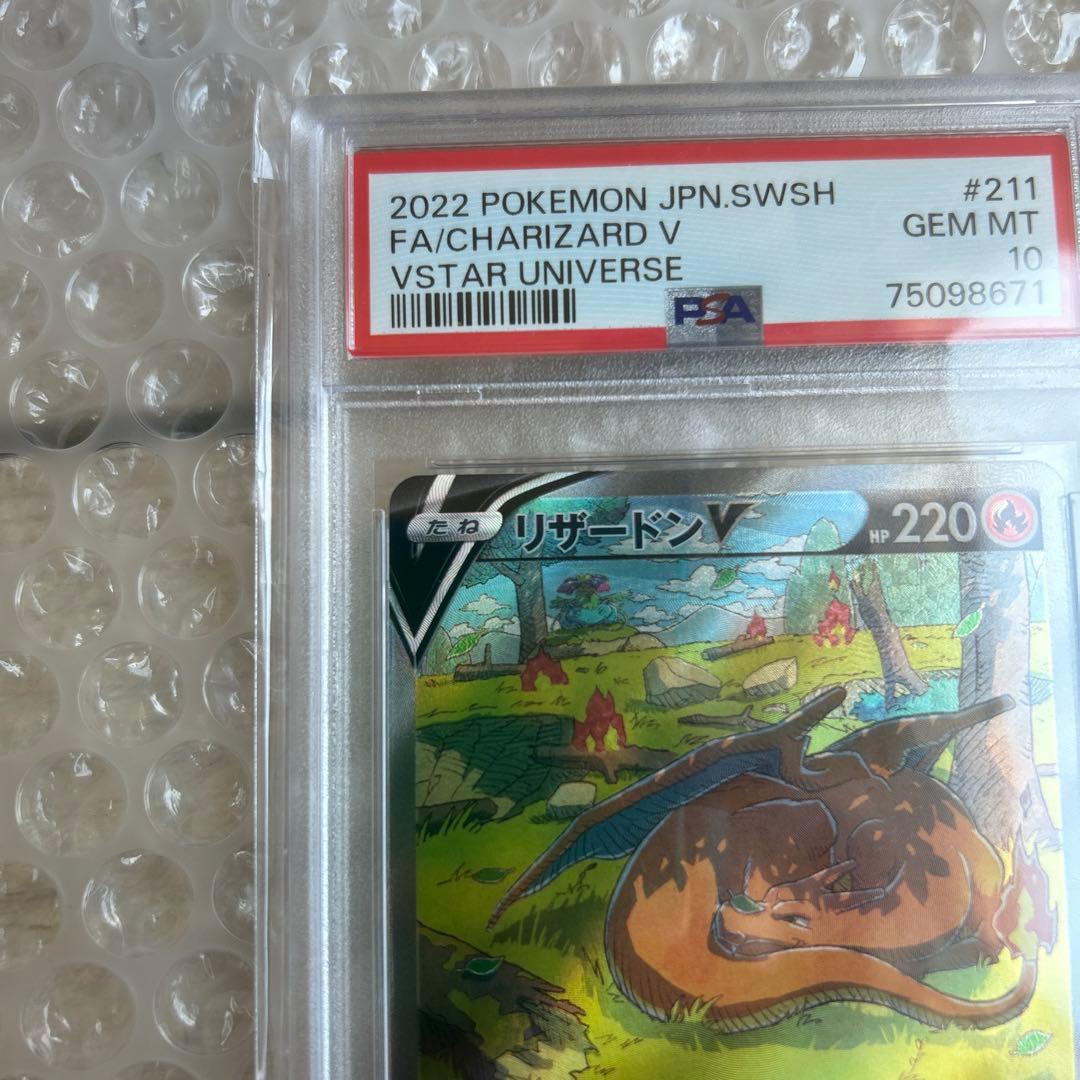 2022 POKEMON JPN.SWSH #211
FA/CHARIZARD V GEM MT
VSTAR UNIVERSE 10
75098671
PSA
たね リザードンV HP 220